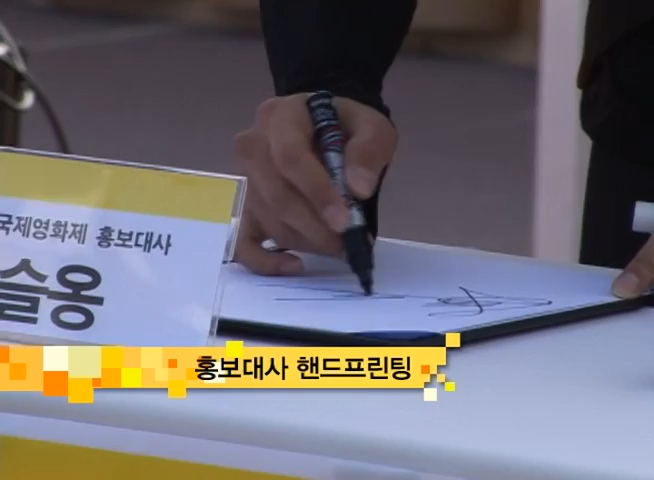 국제영화제 홍보대사
슬옹
홍보대사 핸드프린팅